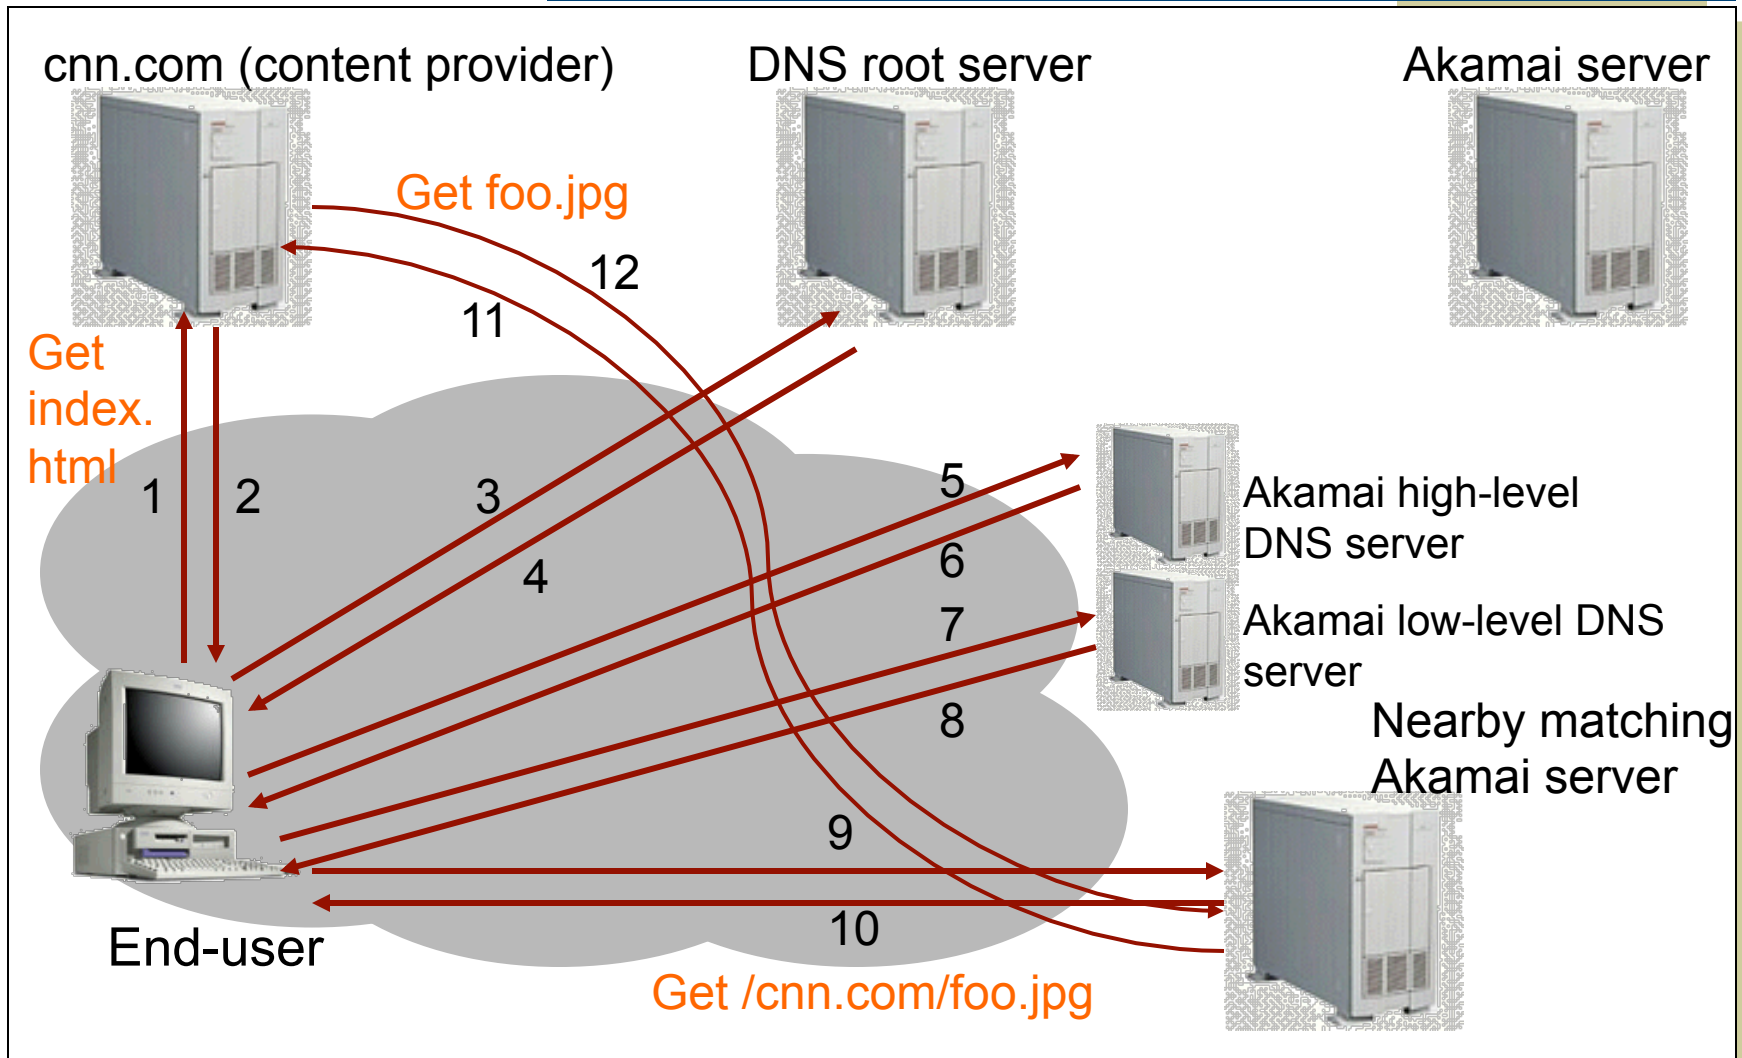 cnn.com (content provider)
DNS root server
Akamai server
Get foo.jpg
12
11
Get
index.
html
1
2
3
4
5
6
7
8
Akamai high-level
DNS server
Akamai low-level DNS
server
Nearby matching
Akamai server
9
10
End-user
Get /cnn.com/foo.jpg